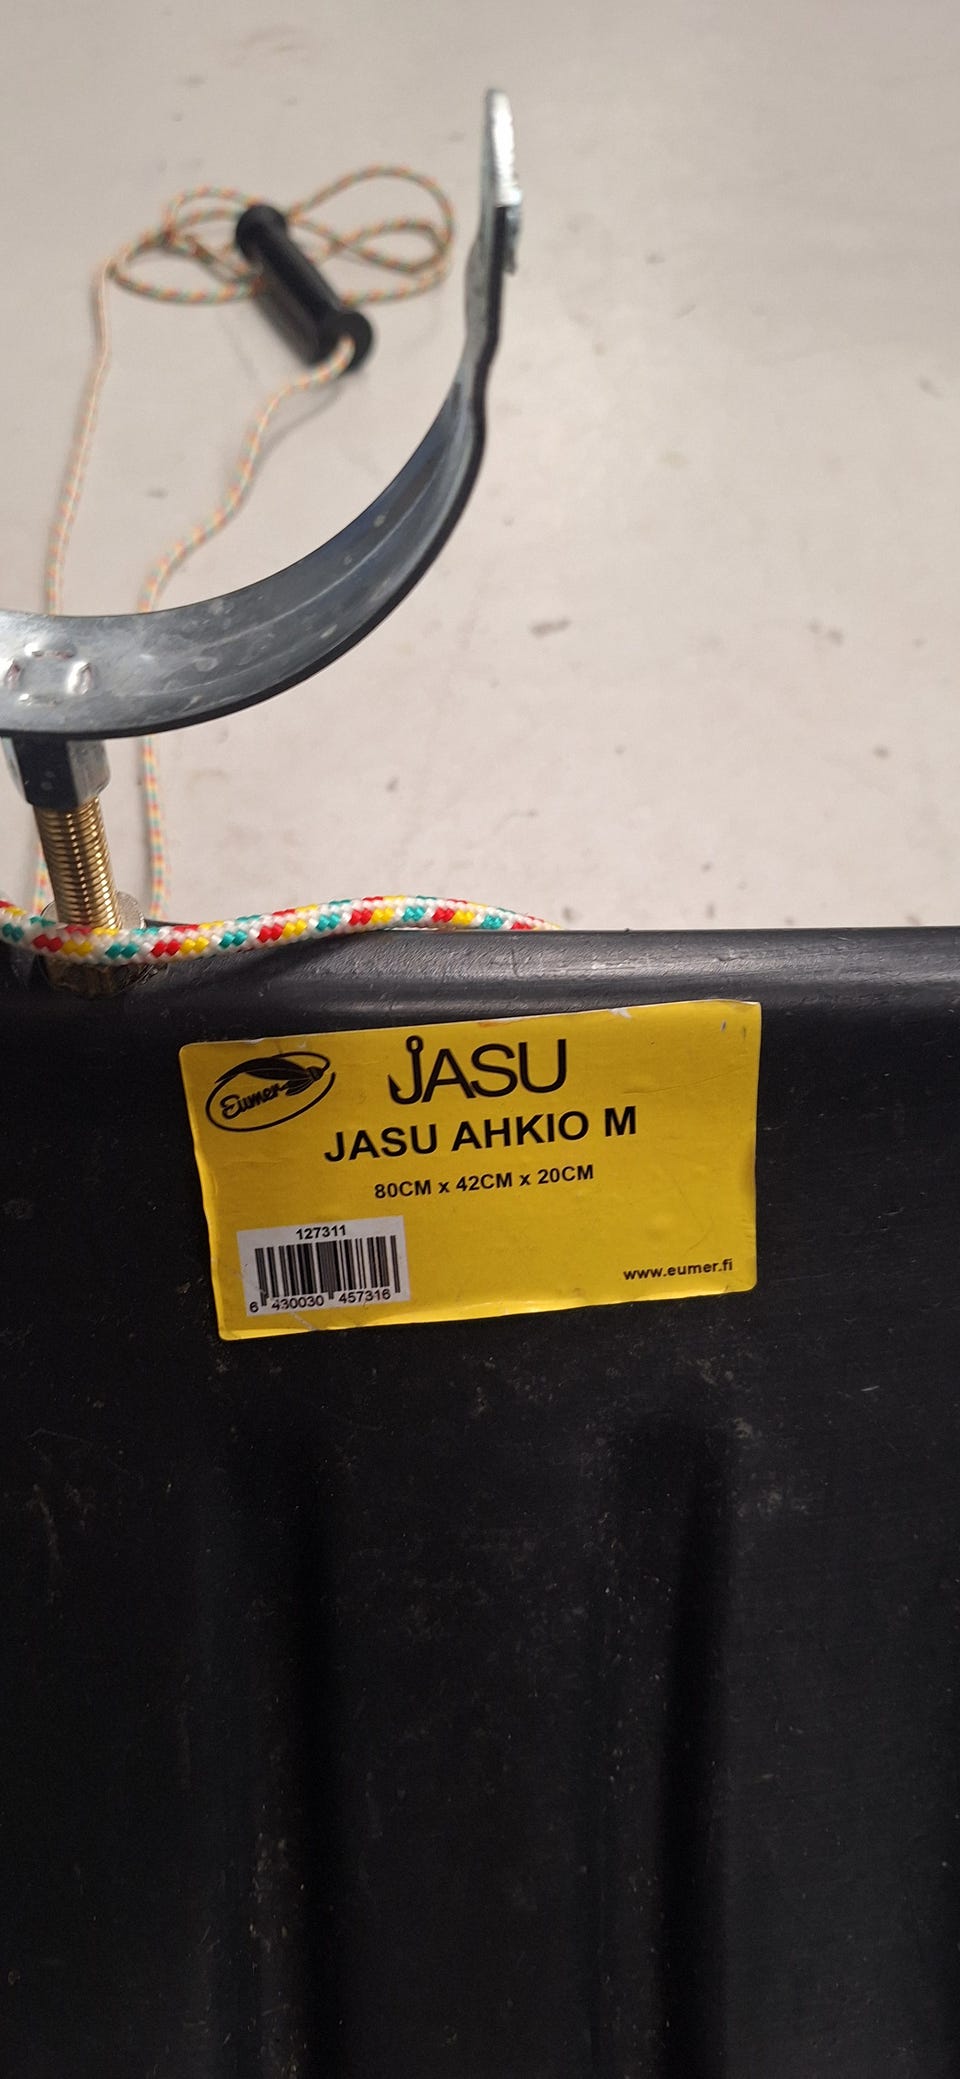 Eumer
JASU
JASU AHKIO M
80CM x 42CM x 20CM
127311
6 430030 457316
www.eumer.fi